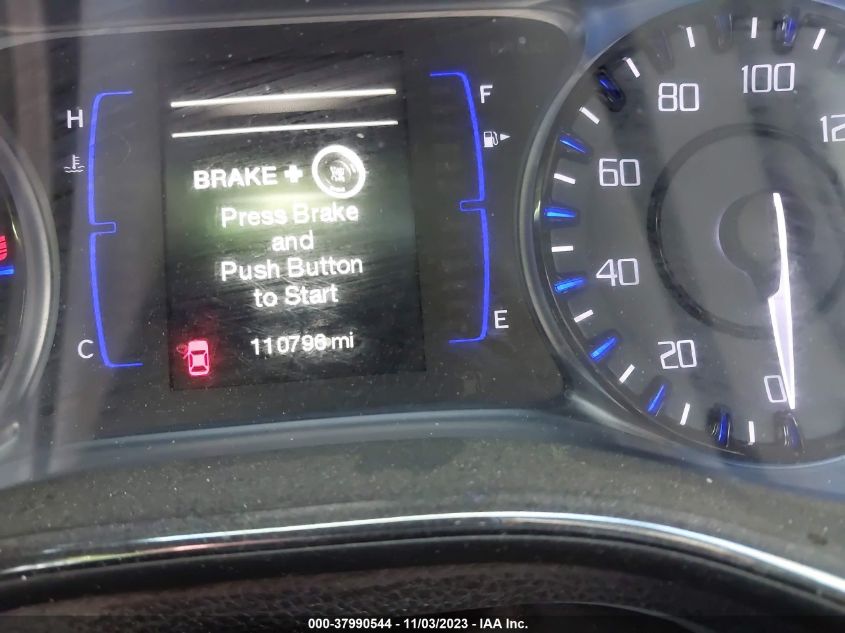 H
F
BRAKE +
Press Brake
and
Push Button
to Start
110796 mi
C
E
0
20
40
60
80
100
000-37990544 - 11/03/2023 - IAA Inc.